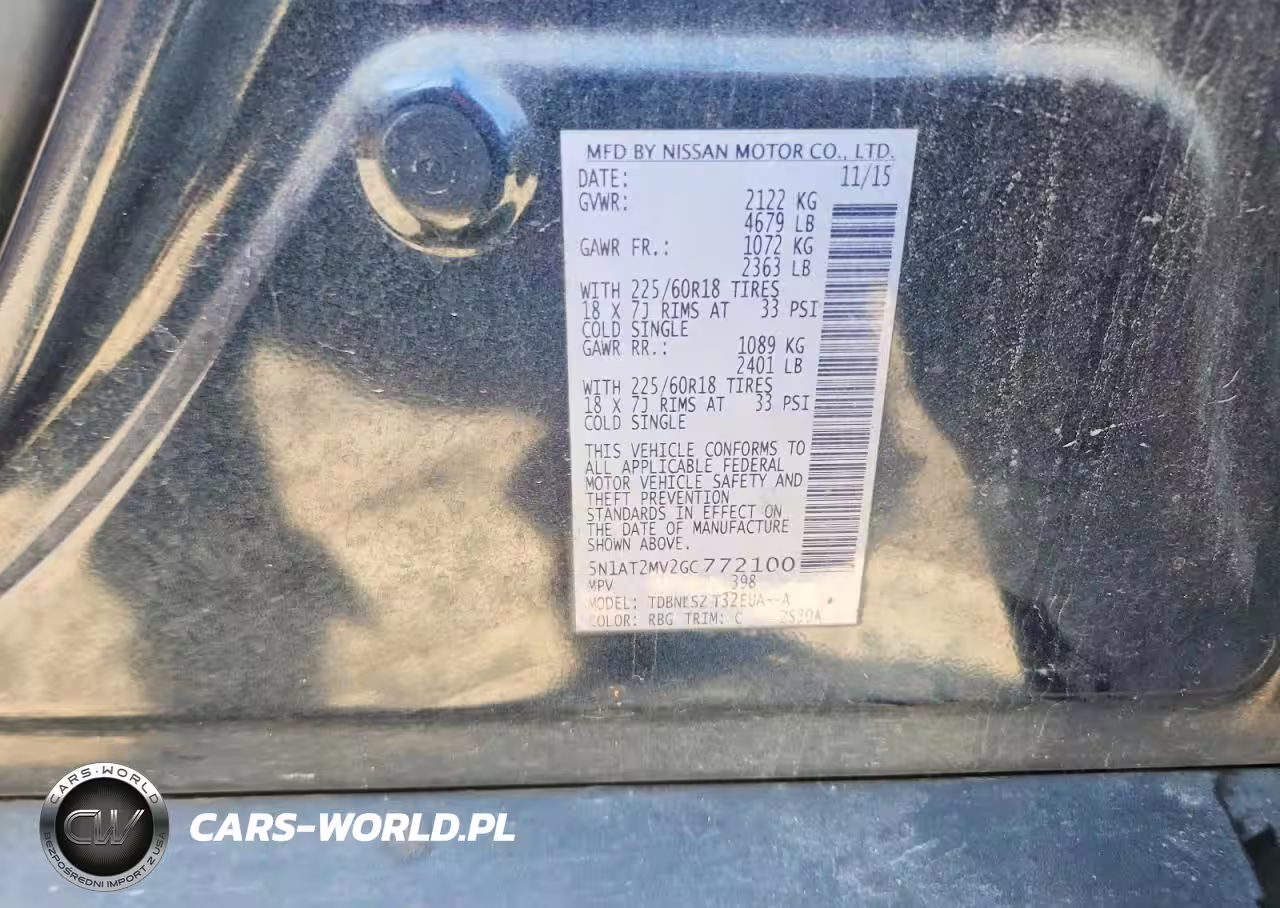 MFD BY NISSAN MOTOR CO., LTD.
DATE: 11/15
GVWR: 2122 KG
4679 LB
GAWR FR.: 1072 KG
2363 LB
WITH 225/60R18 TIRES
18 X 7J RIMS AT 33 PSI
COLD SINGLE
GAWR RR.: 1089 KG
2401 LB
WITH 225/60R18 TIRES
18 X 7J RIMS AT 33 PSI
COLD SINGLE
THIS VEHICLE CONFORMS TO
ALL APPLICABLE FEDERAL
MOTOR VEHICLE SAFETY AND
THEFT PREVENTION
STANDARDS IN EFFECT ON
THE DATE OF MANUFACTURE
SHOWN ABOVE.
5N1AT2MV2GC772100
MPV 398
MODEL:
COLOR: RBG TRIM: C
CARS-WORLD
CW
BEZPOŚREDNI IMPORT Z USA
CARS-WORLD.PL